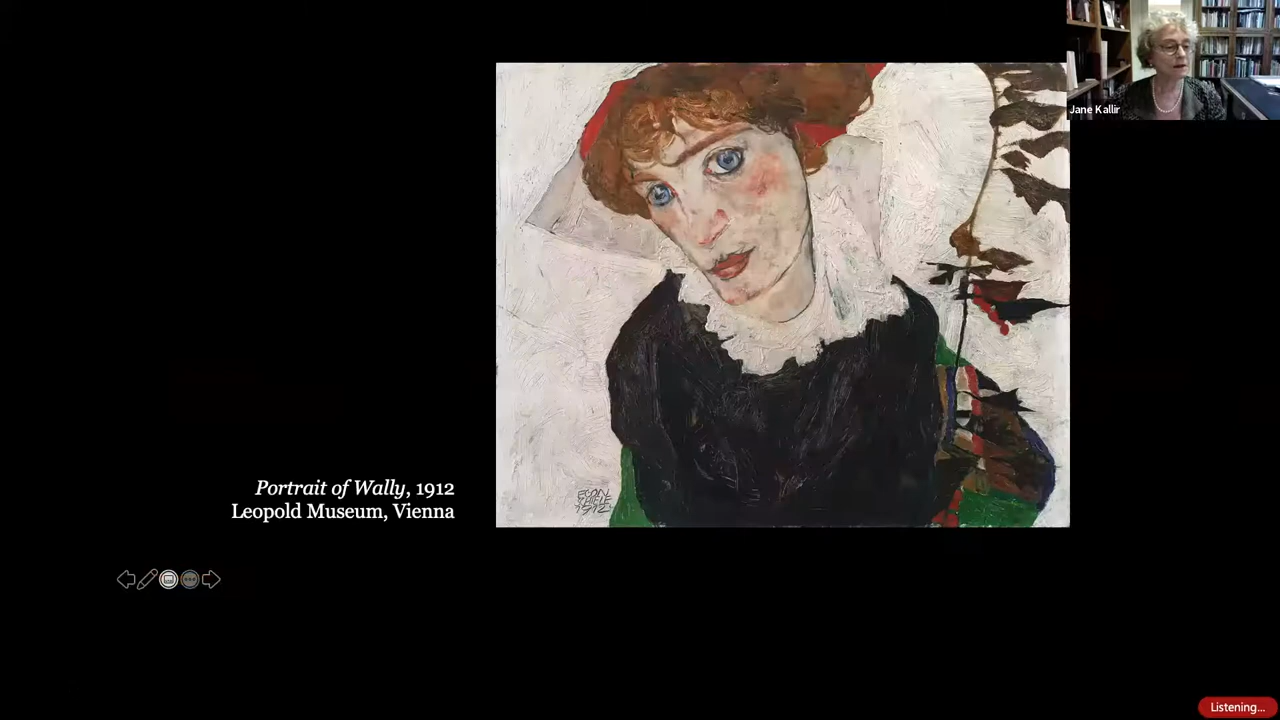 Jane Kallir
Portrait of Wally, 1912
Leopold Museum, Vienna
EGON
SCHIELE
1912
Listening...